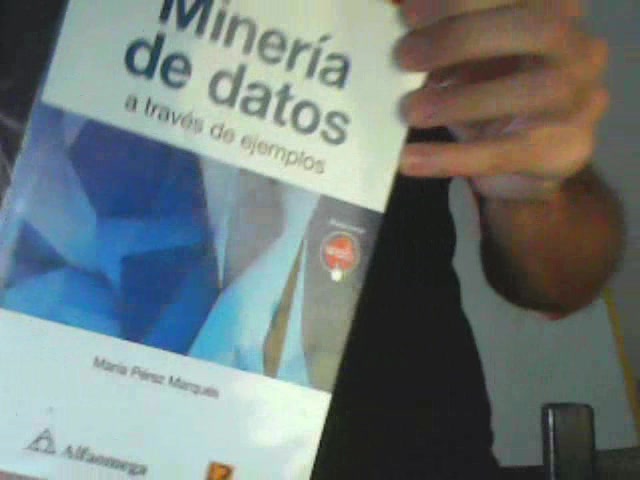 Minería
de datos
a través de ejemplos
María Pérez Marqués
Alfaomega